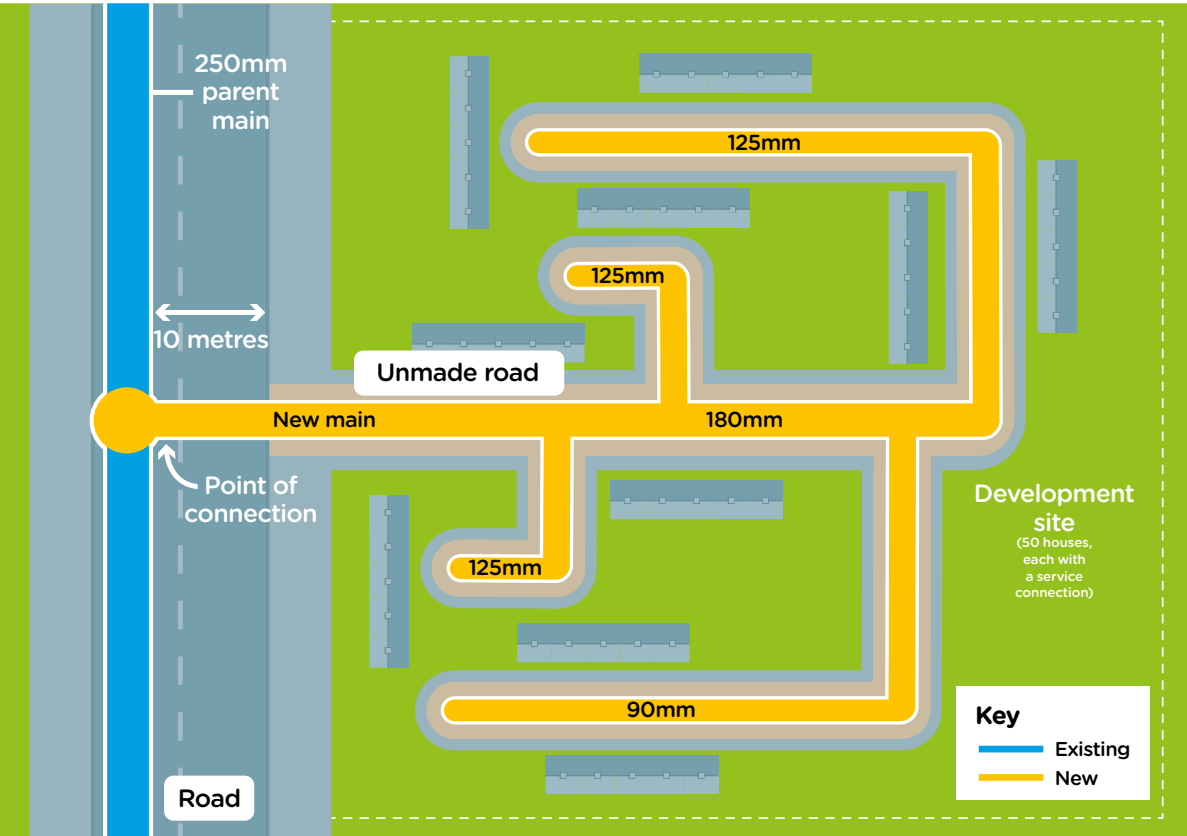 250mm
parent
main
125mm
125mm
10 metres
Unmade road
New main
180mm
Point of
connection
Development
site
(50 houses,
each with
a service
connection)
125mm
90mm
Key
Existing
New
Road